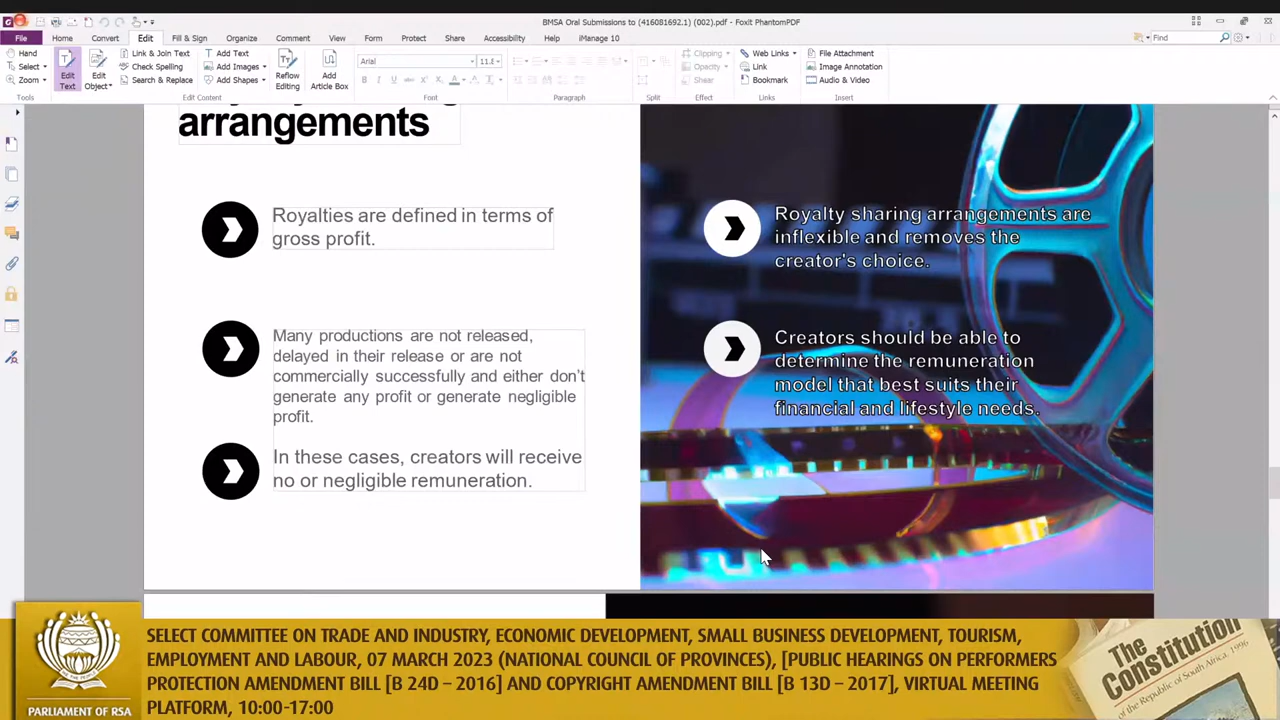 BMSA Oral Submissions to (416081692.1) (002).pdf - Foxit PhantomPDF
File Home Convert Edit Fill & Sign Organize Comment View Form Protect Share Accessibility Help iManage 10
Find
Hand
Select
Zoom
Tools
Edit Text
Edit Object
Link & Join Text
Check Spelling
Search & Replace
Add Text
Add Images
Add Shapes
Edit Content
Reflow Editing
Add Article Box
Arial
Font
Paragraph
Split
Clipping
Opacity
Shear
Effect
Web Links
Link
Bookmark
Links
File Attachment
Image Annotation
Audio & Video
Insert
arrangements
Royalties are defined in terms of
gross profit.
Many productions are not released,
delayed in their release or are not
commercially successfully and either don't
generate any profit or generate negligible
profit.
In these cases, creators will receive
no or negligible remuneration.
Royalty sharing arrangements are
inflexible and removes the
creator's choice.
Creators should be able to
determine the remuneration
model that best suits their
financial and lifestyle needs.
PARLIAMENT OF RSA
SELECT COMMITTEE ON TRADE AND INDUSTRY, ECONOMIC DEVELOPMENT, SMALL BUSINESS DEVELOPMENT, TOURISM,
EMPLOYMENT AND LABOUR, 07 MARCH 2023 (NATIONAL COUNCIL OF PROVINCES), [PUBLIC HEARINGS ON PERFORMERS
PROTECTION AMENDMENT BILL [B 24D – 2016] AND COPYRIGHT AMENDMENT BILL [B 13D – 2017], VIRTUAL MEETING
PLATFORM, 10:00-17:00
The
Constitution
of the Republic of South Africa, 1996